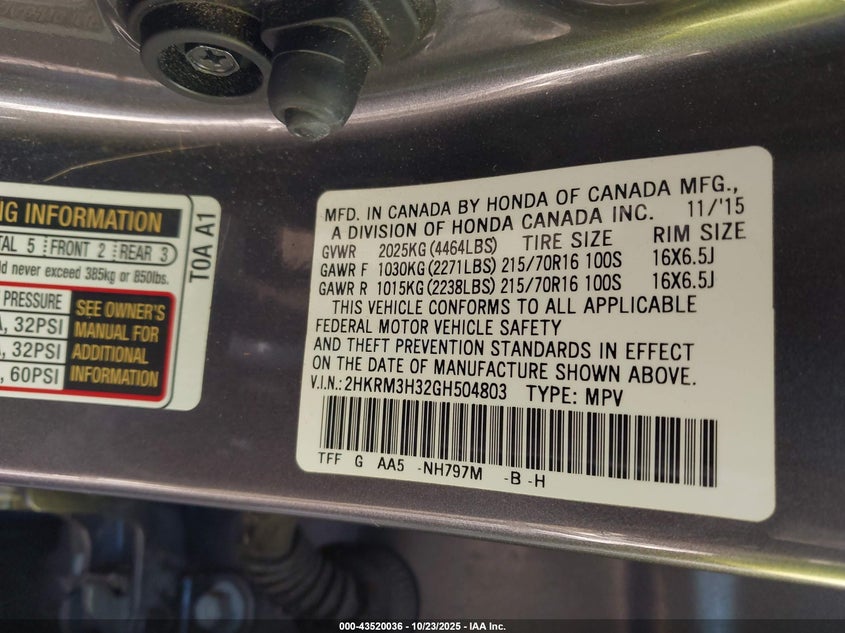 NG INFORMATION
TAL 5 FRONT 2 REAR 3
ld never exceed 385kg or 850lbs.
PRESSURE
, 32PSI
, 32PSI
, 60PSI
SEE OWNER'S
MANUAL FOR
ADDITIONAL
INFORMATION
T0A A1
MFD. IN CANADA BY HONDA OF CANADA MFG.,
A DIVISION OF HONDA CANADA INC. 11/'15
GVWR 2025KG (4464LBS) TIRE SIZE RIM SIZE
GAWR F 1030KG (2271LBS) 215/70R16 100S 16X6.5J
GAWR R 1015KG (2238LBS) 215/70R16 100S 16X6.5J
THIS VEHICLE CONFORMS TO ALL APPLICABLE
FEDERAL MOTOR VEHICLE SAFETY
AND THEFT PREVENTION STANDARDS IN EFFECT
ON THE DATE OF MANUFACTURE SHOWN ABOVE.
V.I.N.: 2HKRM3H32GH504803 TYPE: MPV
TFF G AA5 -NH797M -B -H
000-43520036 - 10/23/2025 - IAA Inc.